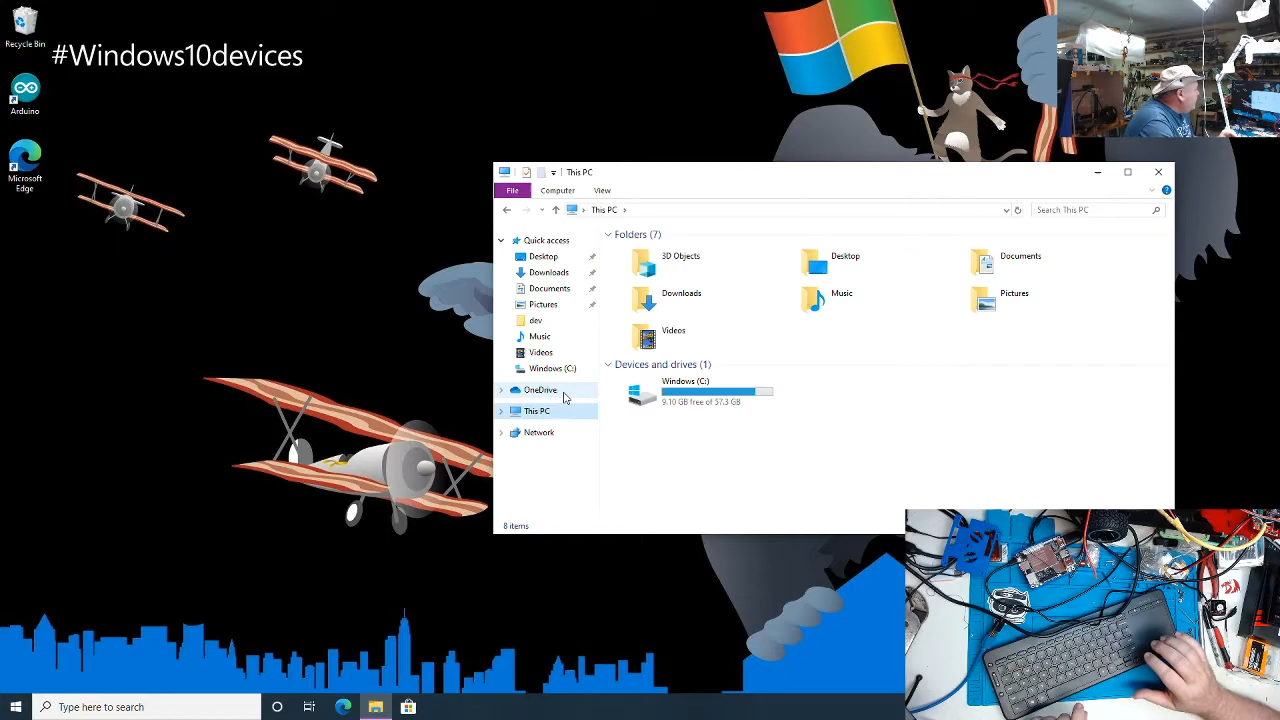 #Windows10devices
Recycle Bin
Arduino
Microsoft
Edge
This PC
File
Computer
View
This PC
Search This PC
Quick access
Desktop
Downloads
Documents
Pictures
dev
Music
Videos
Windows (C:)
OneDrive
This PC
Network
Folders (7)
3D Objects
Desktop
Documents
Downloads
Music
Pictures
Videos
Devices and drives (1)
Windows (C:)
9.10 GB free of 57.3 GB
8 items
Type here to search